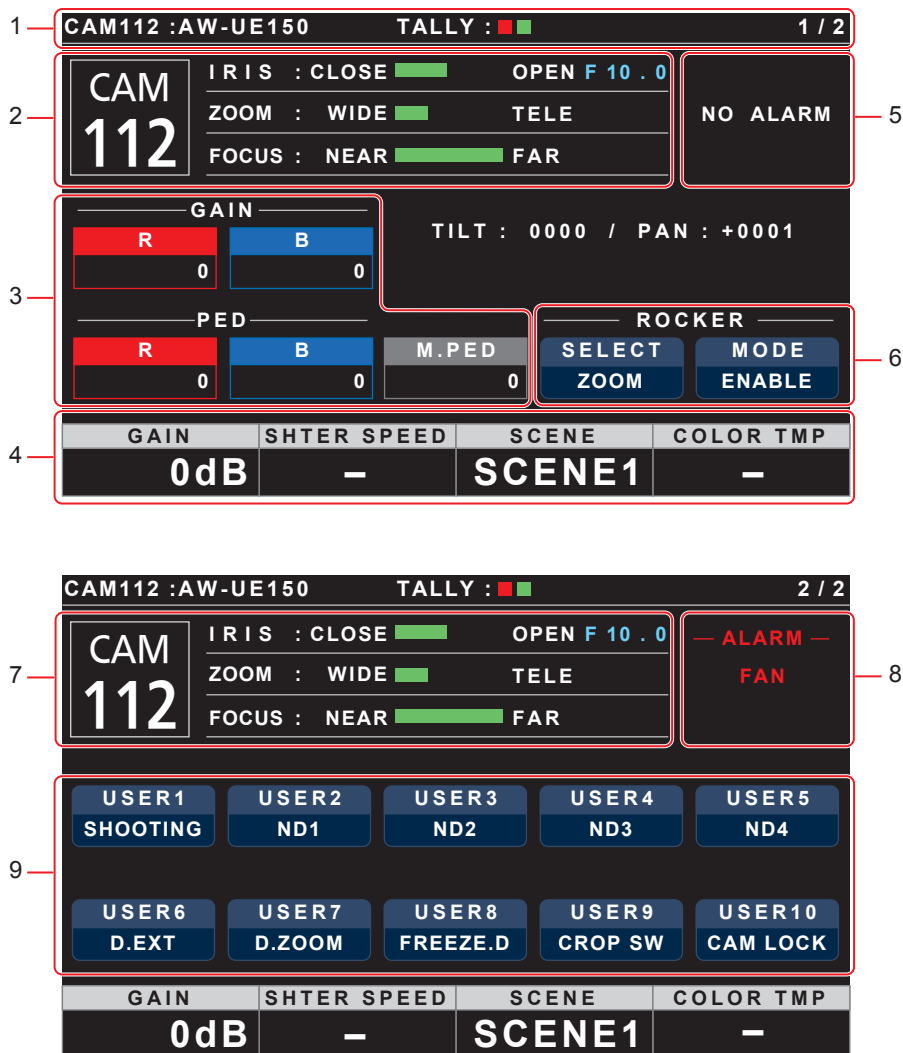 1
CAM112 :AW-UE150 TALLY : 1 / 2
2
CAM
112
IRIS : CLOSE OPEN F 10 . 0
ZOOM : WIDE TELE
FOCUS : NEAR FAR
NO ALARM
5
3
GAIN
R B
0 0
TILT : 0000 / PAN : +0001
PED
R B M.PED
0 0 0
ROCKER
SELECT MODE
ZOOM ENABLE
6
4
GAIN SHTER SPEED SCENE COLOR TMP
0dB – SCENE1 –
CAM112 :AW-UE150 TALLY : 2 / 2
7
CAM
112
IRIS : CLOSE OPEN F 10 . 0
ZOOM : WIDE TELE
FOCUS : NEAR FAR
— ALARM —
FAN
8
9
USER1 USER2 USER3 USER4 USER5
SHOOTING ND1 ND2 ND3 ND4
USER6 USER7 USER8 USER9 USER10
D.EXT D.ZOOM FREEZE.D CROP SW CAM LOCK
GAIN SHTER SPEED SCENE COLOR TMP
0dB – SCENE1 –